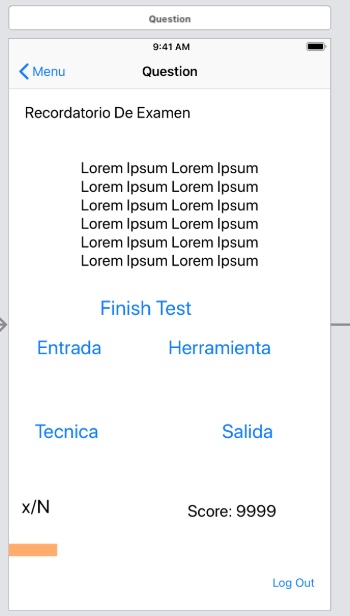 Question
9:41 AM
Menu Question
Recordatorio De Examen
Lorem Ipsum Lorem Ipsum
Lorem Ipsum Lorem Ipsum
Lorem Ipsum Lorem Ipsum
Lorem Ipsum Lorem Ipsum
Lorem Ipsum Lorem Ipsum
Lorem Ipsum Lorem Ipsum
Finish Test
Entrada Herramienta
Tecnica Salida
x/N Score: 9999
Log Out